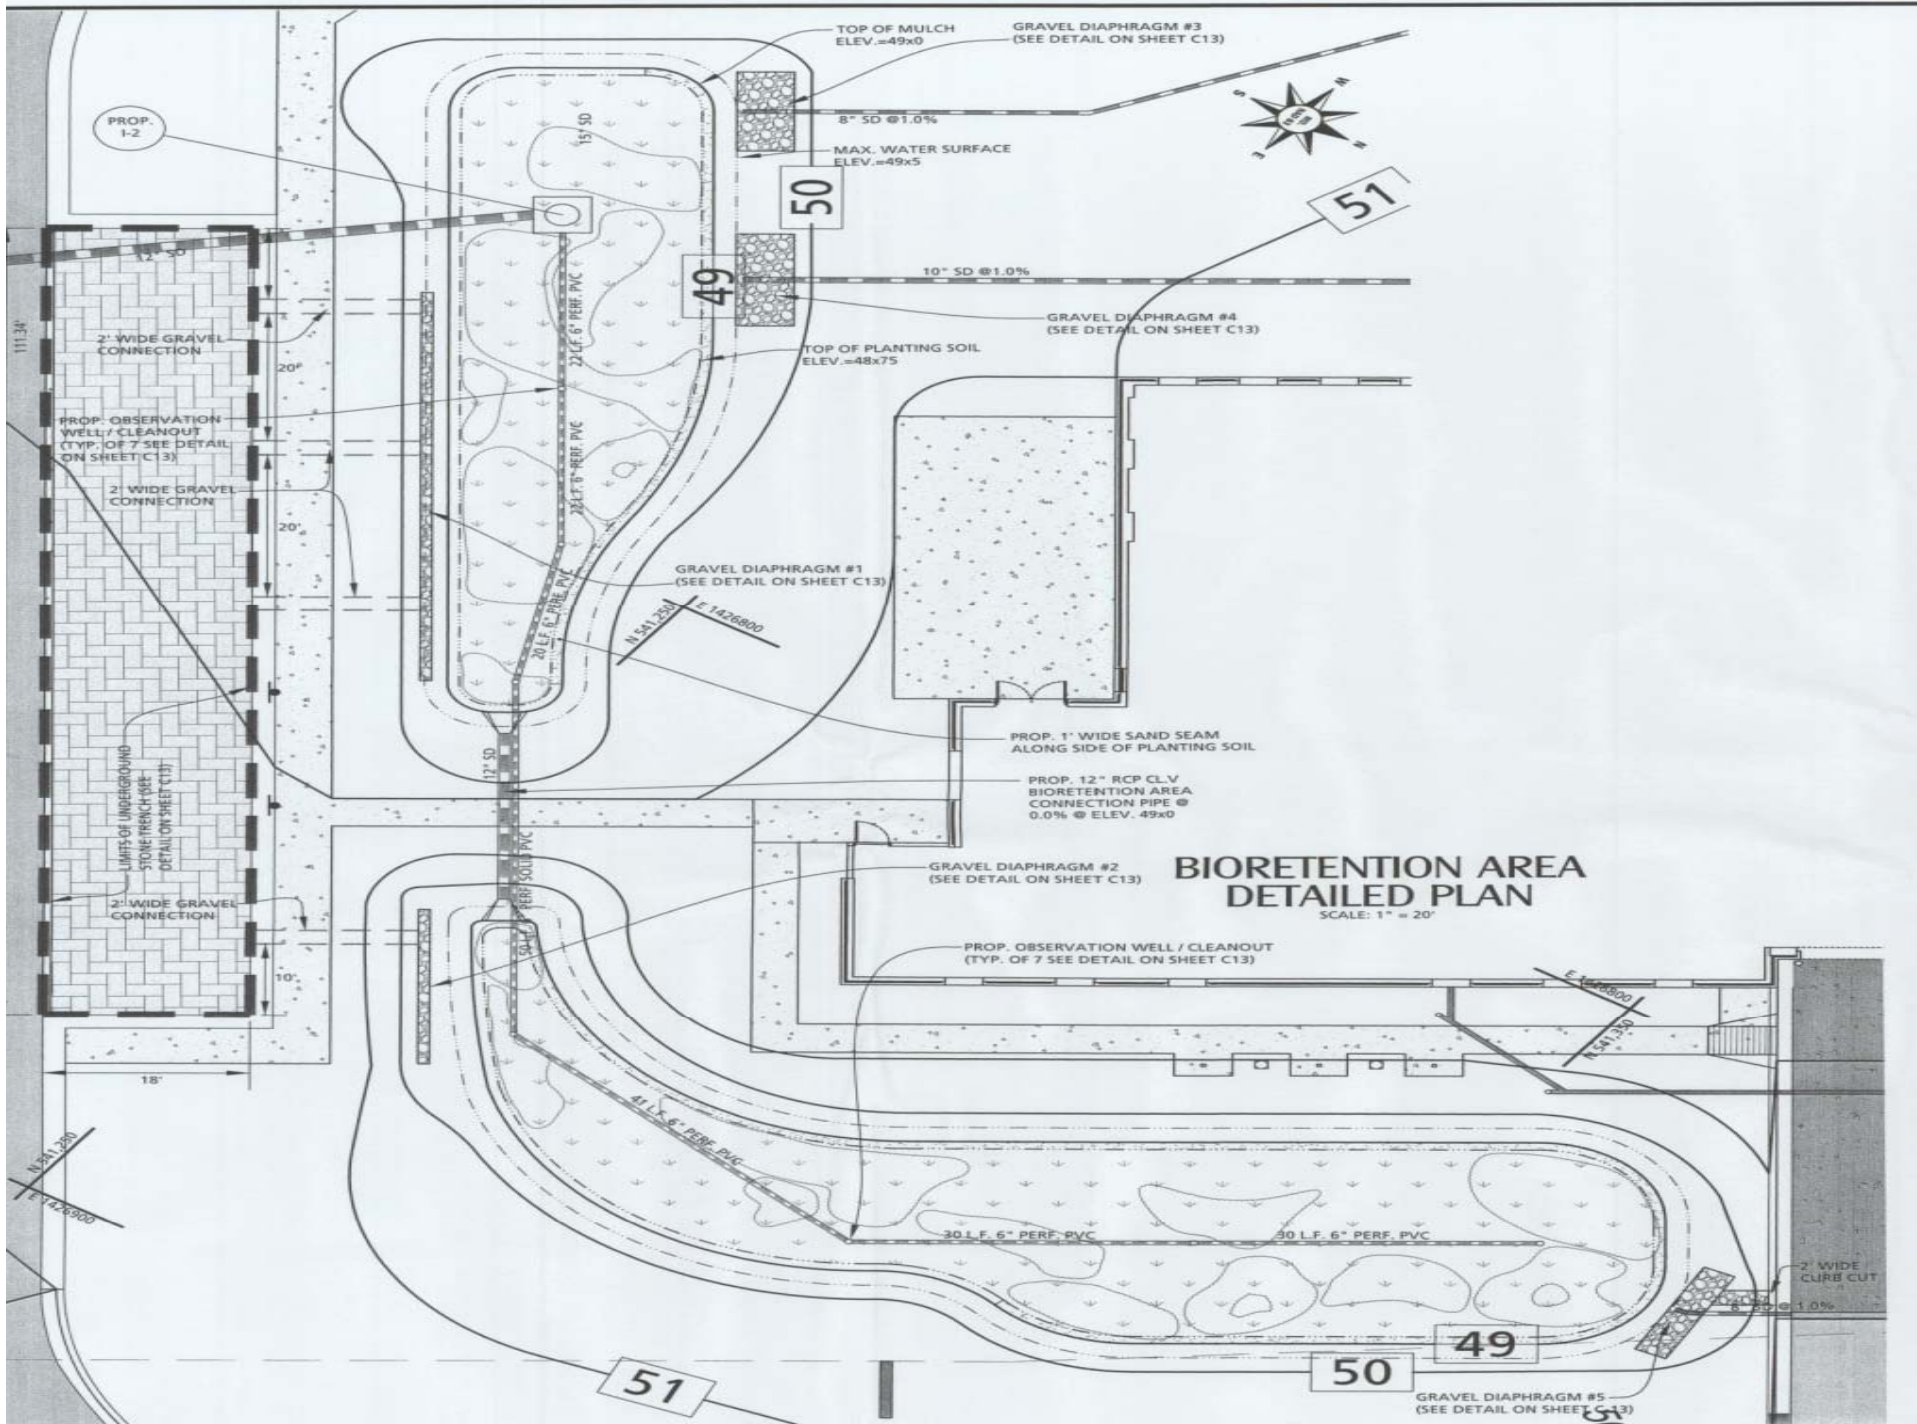 TOP OF MULCH
ELEV.=49x0
GRAVEL DIAPHRAGM #3
(SEE DETAIL ON SHEET C13)
PROP.
I-2
15" SD
8" SD @1.0%
S
W
E
N
MAX. WATER SURFACE
ELEV.=49x5
50
51
12" SD
49
10" SD @1.0%
22 L.F. 6" PERF. PVC
111.34'
2' WIDE GRAVEL
CONNECTION
GRAVEL DIAPHRAGM #4
(SEE DETAIL ON SHEET C13)
TOP OF PLANTING SOIL
ELEV.=48x75
20'
PROP. OBSERVATION
WELL / CLEANOUT
(TYP. OF 7 SEE DETAIL
ON SHEET C13)
22 L.F. 6" PERF. PVC
2' WIDE GRAVEL
CONNECTION
20'
GRAVEL DIAPHRAGM #1
(SEE DETAIL ON SHEET C13)
20 L.F. 6" PERF. PVC
N 541,250
E 1426800
PROP. 1' WIDE SAND SEAM
ALONG SIDE OF PLANTING SOIL
12" SD
PROP. 12" RCP CL.V
BIORETENTION AREA
CONNECTION PIPE @
0.0% @ ELEV. 49x0
LIMITS OF UNDERGROUND
STONE TRENCH (SEE
DETAIL ON SHEET C13)
50 L.F. PERF SOLID PVC
GRAVEL DIAPHRAGM #2
(SEE DETAIL ON SHEET C13)
BIORETENTION AREA
DETAILED PLAN
SCALE: 1" = 20'
2' WIDE GRAVEL
CONNECTION
PROP. OBSERVATION WELL / CLEANOUT
(TYP. OF 7 SEE DETAIL ON SHEET C13)
10'
E 1426800
N 541,350
18'
41 L.F. 6" PERF. PVC
N 541,250
E 1426900
30 L.F. 6" PERF. PVC
30 L.F. 6" PERF. PVC
2' WIDE
CURB CUT
SD @ 1.0%
49
50
51
GRAVEL DIAPHRAGM #5
(SEE DETAIL ON SHEET C-13)